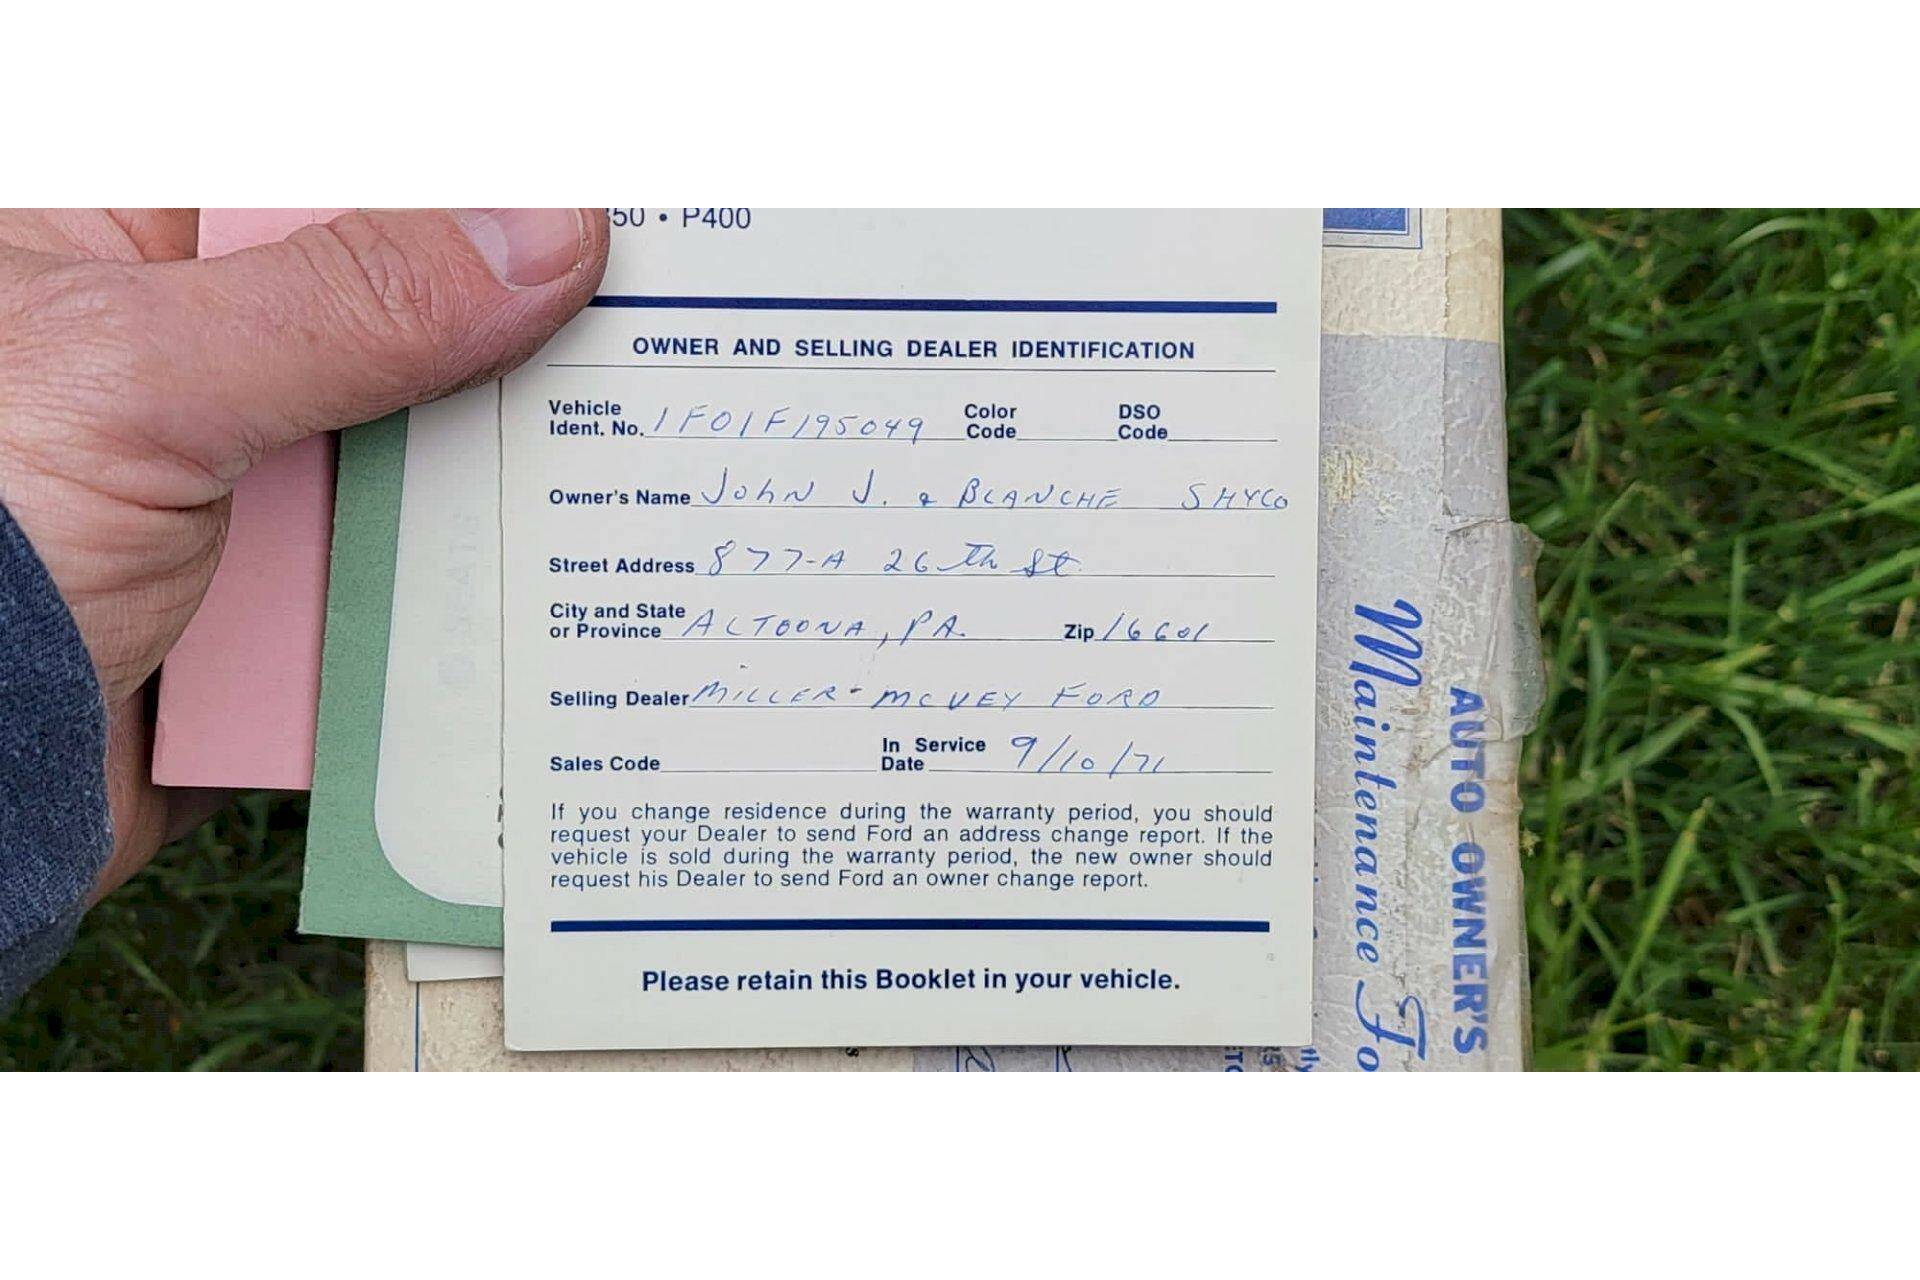 350 • P400
OWNER AND SELLING DEALER IDENTIFICATION
Vehicle Ident. No. 1F01F195049 Color Code DSO Code
Owner's Name John J. & BLANCHE SHYCO
Street Address 877-A 26th St.
City and State or Province ALTOONA, PA. Zip 16601
Selling Dealer MILLER-MCVEY FORD
Sales Code In Service Date 9/10/71
If you change residence during the warranty period, you should
request your Dealer to send Ford an address change report. If the
vehicle is sold during the warranty period, the new owner should
request his Dealer to send Ford an owner change report.
Please retain this Booklet in your vehicle.
AUTO OWNER'S
Maintenance Fo